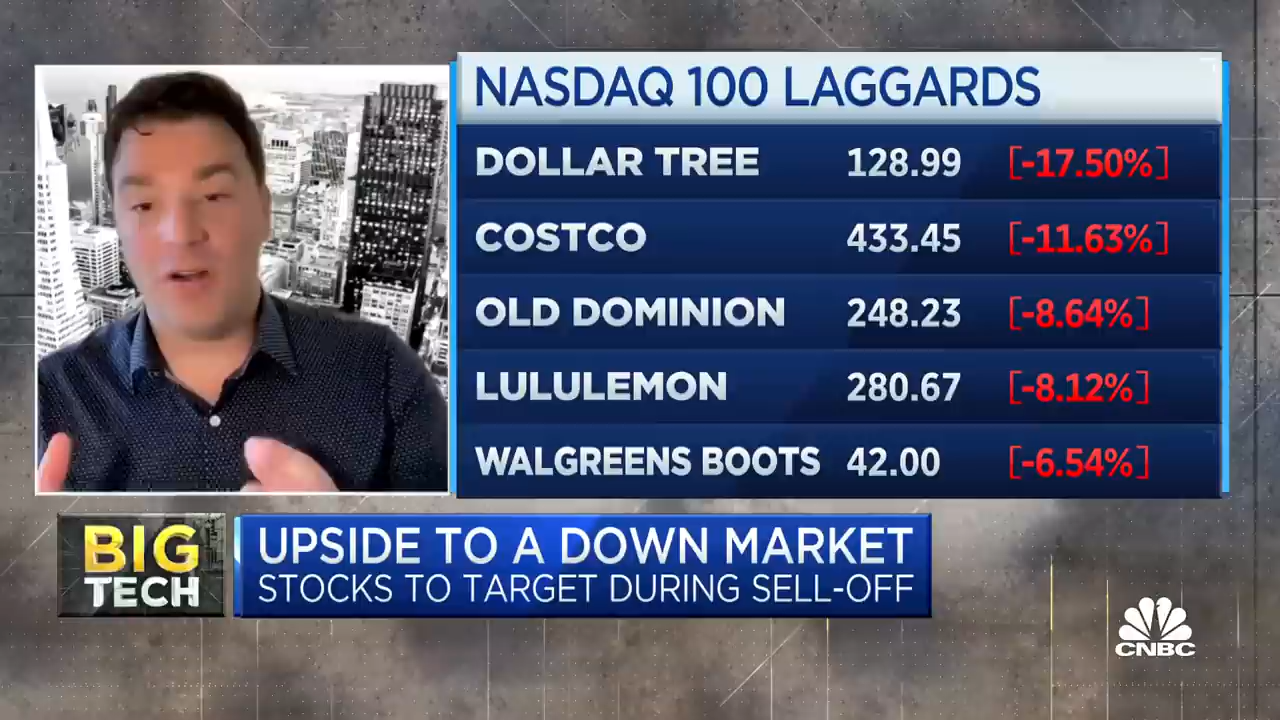 NASDAQ 100 LAGGARDS
DOLLAR TREE 128.99 [-17.50%]
COSTCO 433.45 [-11.63%]
OLD DOMINION 248.23 [-8.64%]
LULULEMON 280.67 [-8.12%]
WALGREENS BOOTS 42.00 [-6.54%]
BIG
TECH
UPSIDE TO A DOWN MARKET
STOCKS TO TARGET DURING SELL-OFF
CNBC